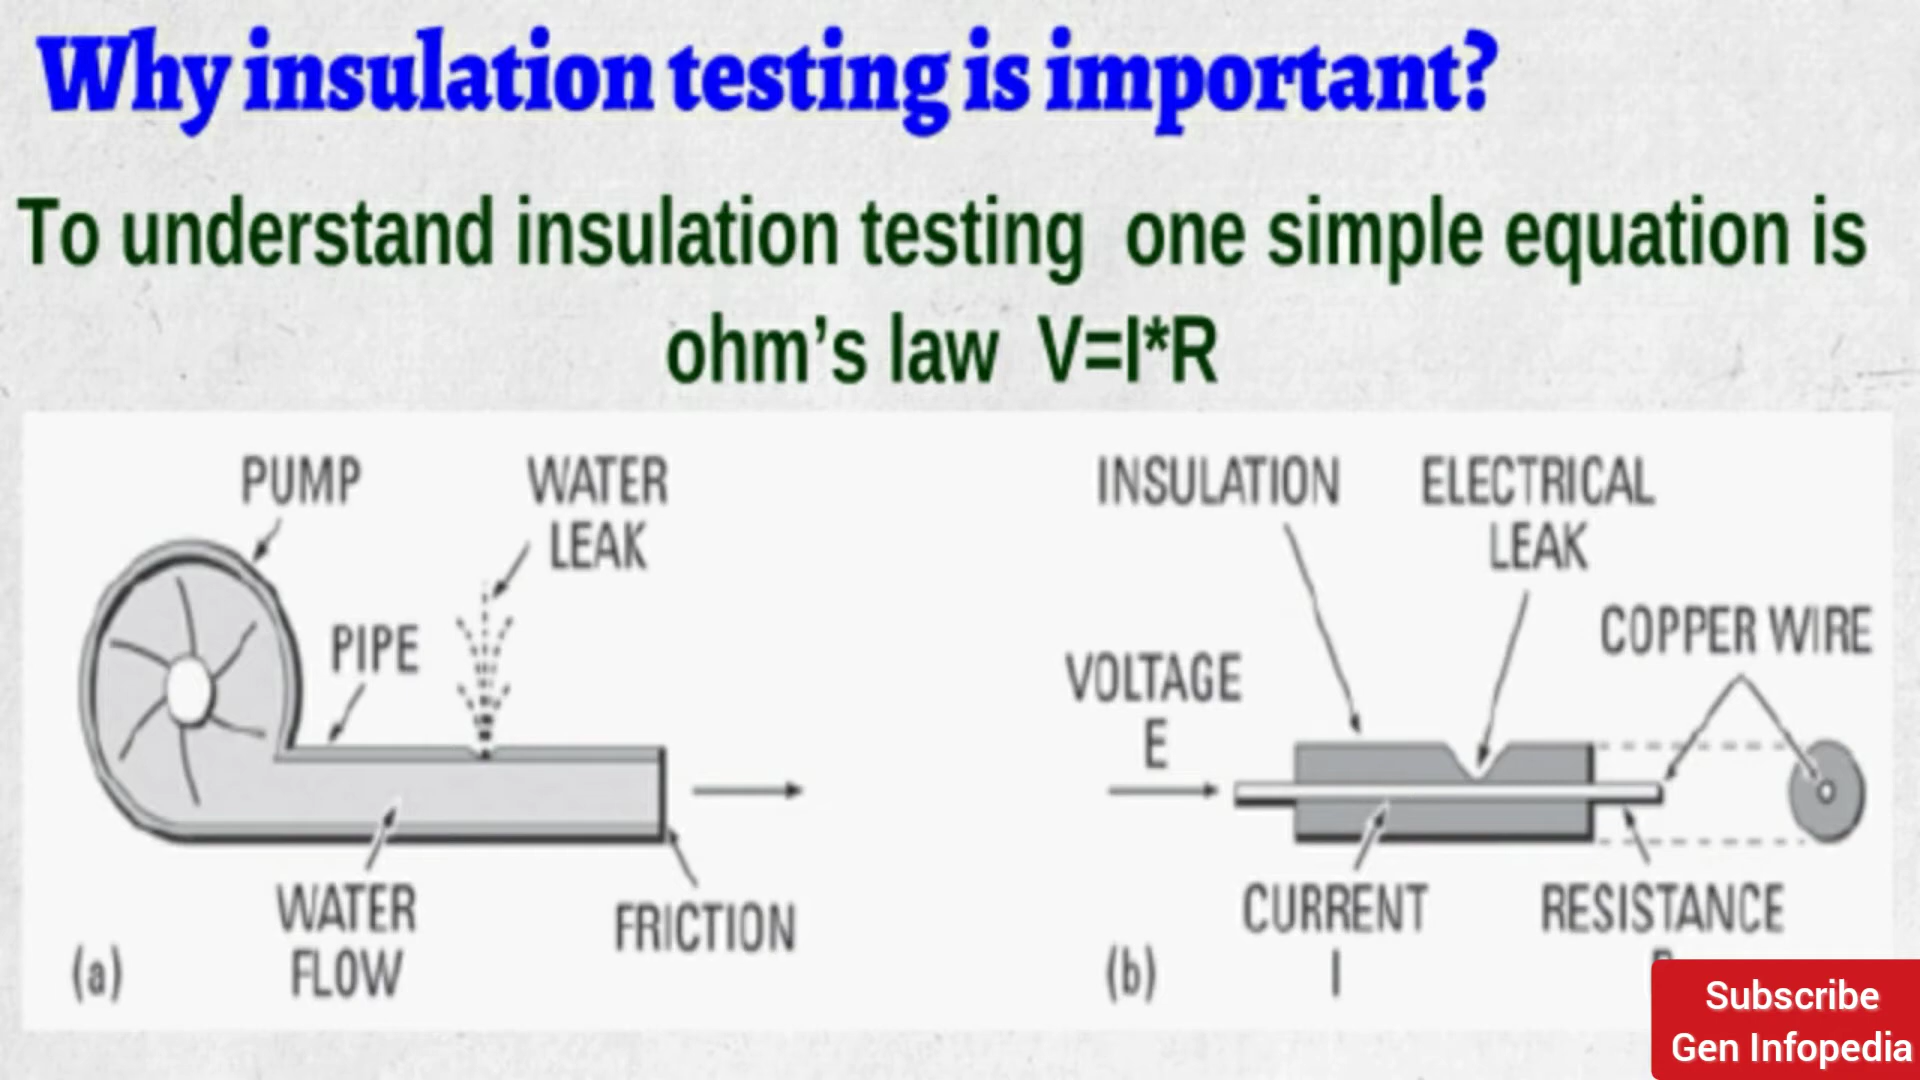 Why insulation testing is important?
To understand insulation testing one simple equation is
ohm’s law V=I*R
PUMP
WATER
LEAK
PIPE
WATER
FLOW
FRICTION
(a)
INSULATION
ELECTRICAL
LEAK
COPPER WIRE
VOLTAGE
E
CURRENT
I
RESISTANCE
(b)
Subscribe
Gen Infopedia